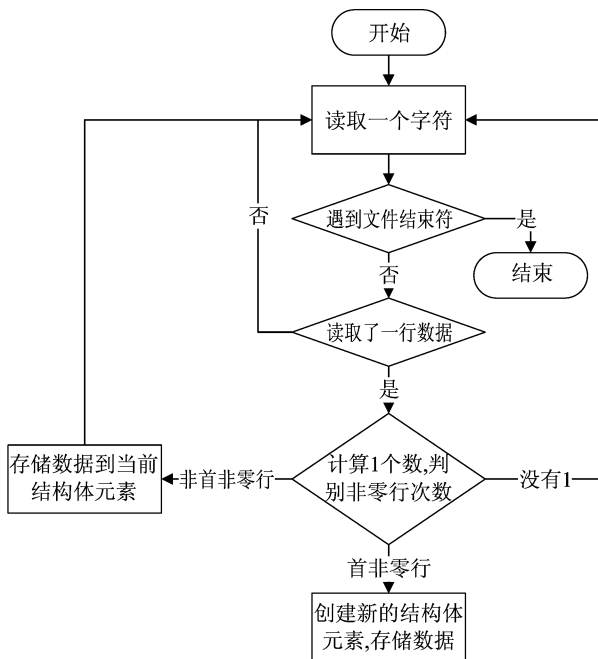 开始
读取一个字符
遇到文件结束符
是
结束
否
否
读取了一行数据
是
存储数据到当前
结构体元素
非首非零行
计算1个数,判
别非零行次数
没有1
首非零行
创建新的结构体
元素,存储数据